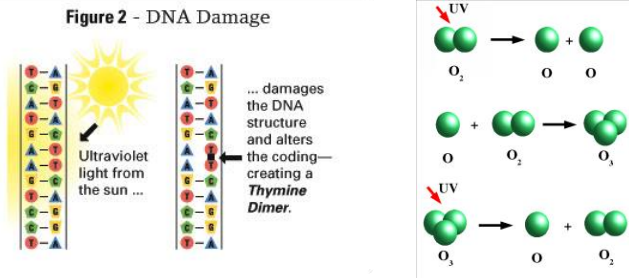 Figure 2 - DNA Damage
T-A
C-G
A-T
T-A
G-C
A-T
A-T
G-C
T-A
C-G
C-G
T-A
T-A
C-G
A-T
T-A
G-C
A T
A T
G-C
T-A
C-G
C-G
T-A
Ultraviolet
light from
the sun ...
... damages
the DNA
structure
and alters
the coding—
creating a
Thymine
Dimer.
UV
+
O2
O
O
+
O
O2
O3
UV
+
O3
O
O2